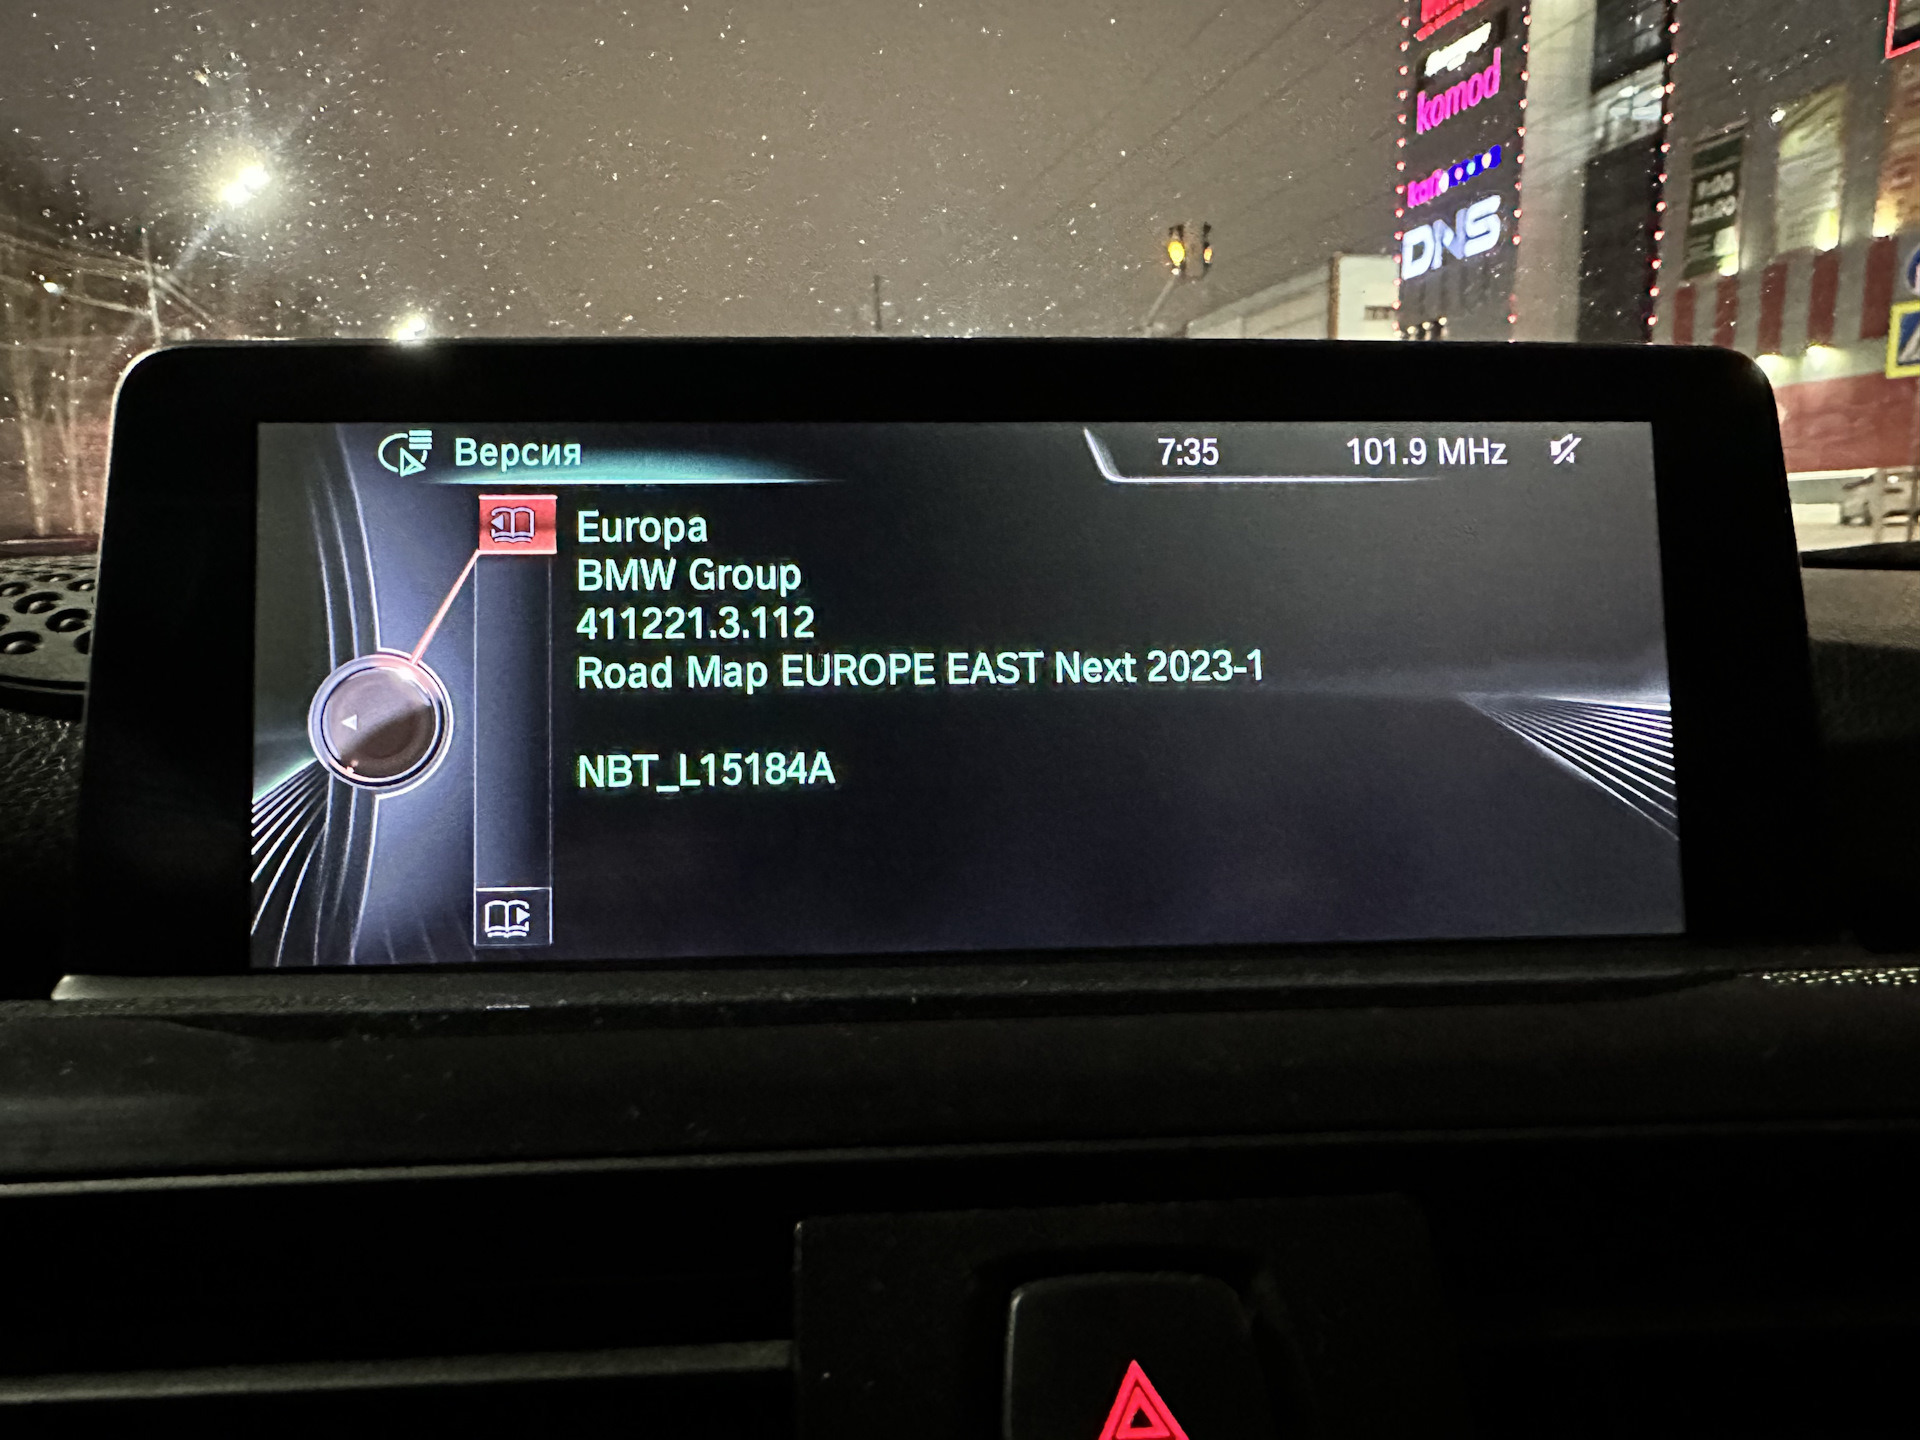 komod
kari
DNS
Версия
7:35
101.9 MHz
Europa
BMW Group
411221.3.112
Road Map EUROPE EAST Next 2023-1
NBT_L15184A